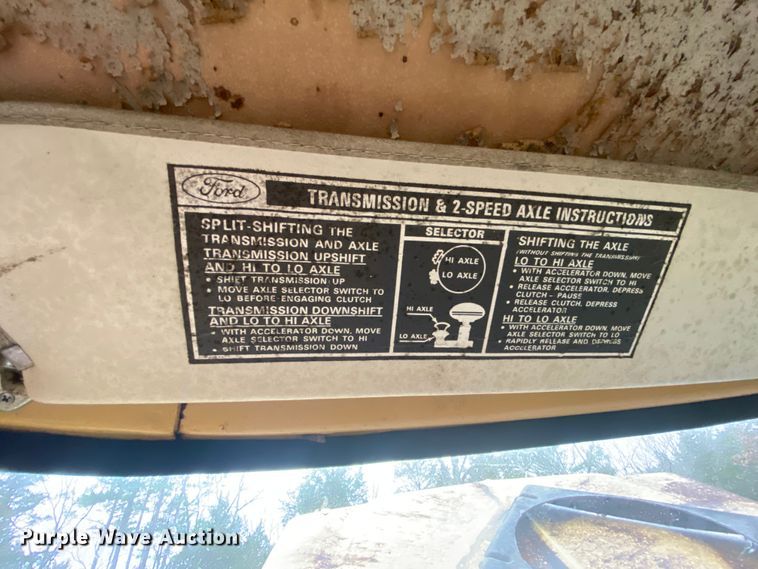 Ford
TRANSMISSION & 2-SPEED AXLE INSTRUCTIONS
SPLIT-SHIFTING THE
TRANSMISSION AND AXLE
TRANSMISSION UPSHIFT
AND HI TO LO AXLE
• SHIFT TRANSMISSION UP
• MOVE AXLE SELECTOR SWITCH TO
LO BEFORE ENGAGING CLUTCH
TRANSMISSION DOWNSHIFT
AND LO TO HI AXLE
• WITH ACCELERATOR DOWN, MOVE
AXLE SELECTOR SWITCH TO HI
• SHIFT TRANSMISSION DOWN
SELECTOR
HI AXLE
LO AXLE
HI AXLE
LO AXLE
SHIFTING THE AXLE
(WITHOUT SHIFTING THE TRANSMISSION)
LO TO HI AXLE
• WITH ACCELERATOR DOWN, MOVE
AXLE SELECTOR SWITCH TO HI
• RELEASE ACCELERATOR, DEPRESS
CLUTCH - PAUSE
• RELEASE CLUTCH, DEPRESS
ACCELERATOR
HI TO LO AXLE
• WITH ACCELERATOR DOWN, MOVE
AXLE SELECTOR SWITCH TO LO
• RAPIDLY RELEASE AND DEPRESS
ACCELERATOR
Purple Wave Auction